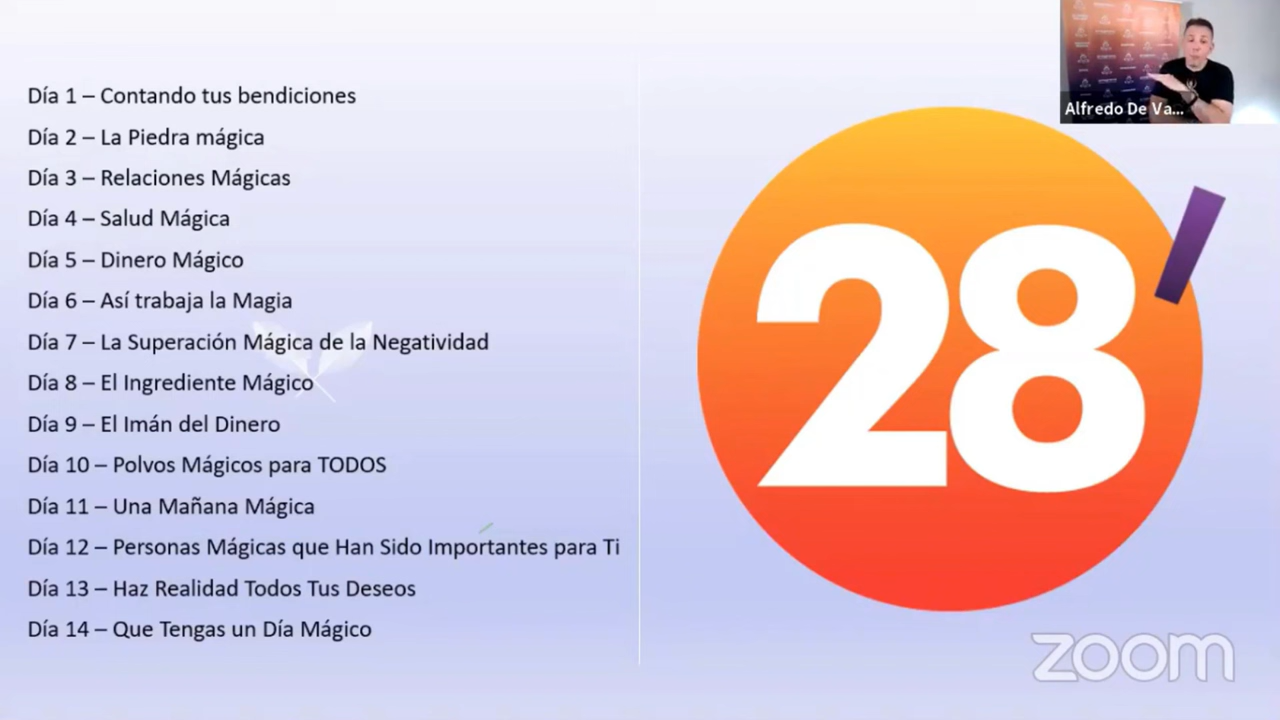 Día 1 – Contando tus bendiciones
Día 2 – La Piedra mágica
Día 3 – Relaciones Mágicas
Día 4 – Salud Mágica
Día 5 – Dinero Mágico
Día 6 – Así trabaja la Magia
Día 7 – La Superación Mágica de la Negatividad
Día 8 – El Ingrediente Mágico
Día 9 – El Imán del Dinero
Día 10 – Polvos Mágicos para TODOS
Día 11 – Una Mañana Mágica
Día 12 – Personas Mágicas que Han Sido Importantes para Ti
Día 13 – Haz Realidad Todos Tus Deseos
Día 14 – Que Tengas un Día Mágico
28'
Alfredo De Va...
zoom